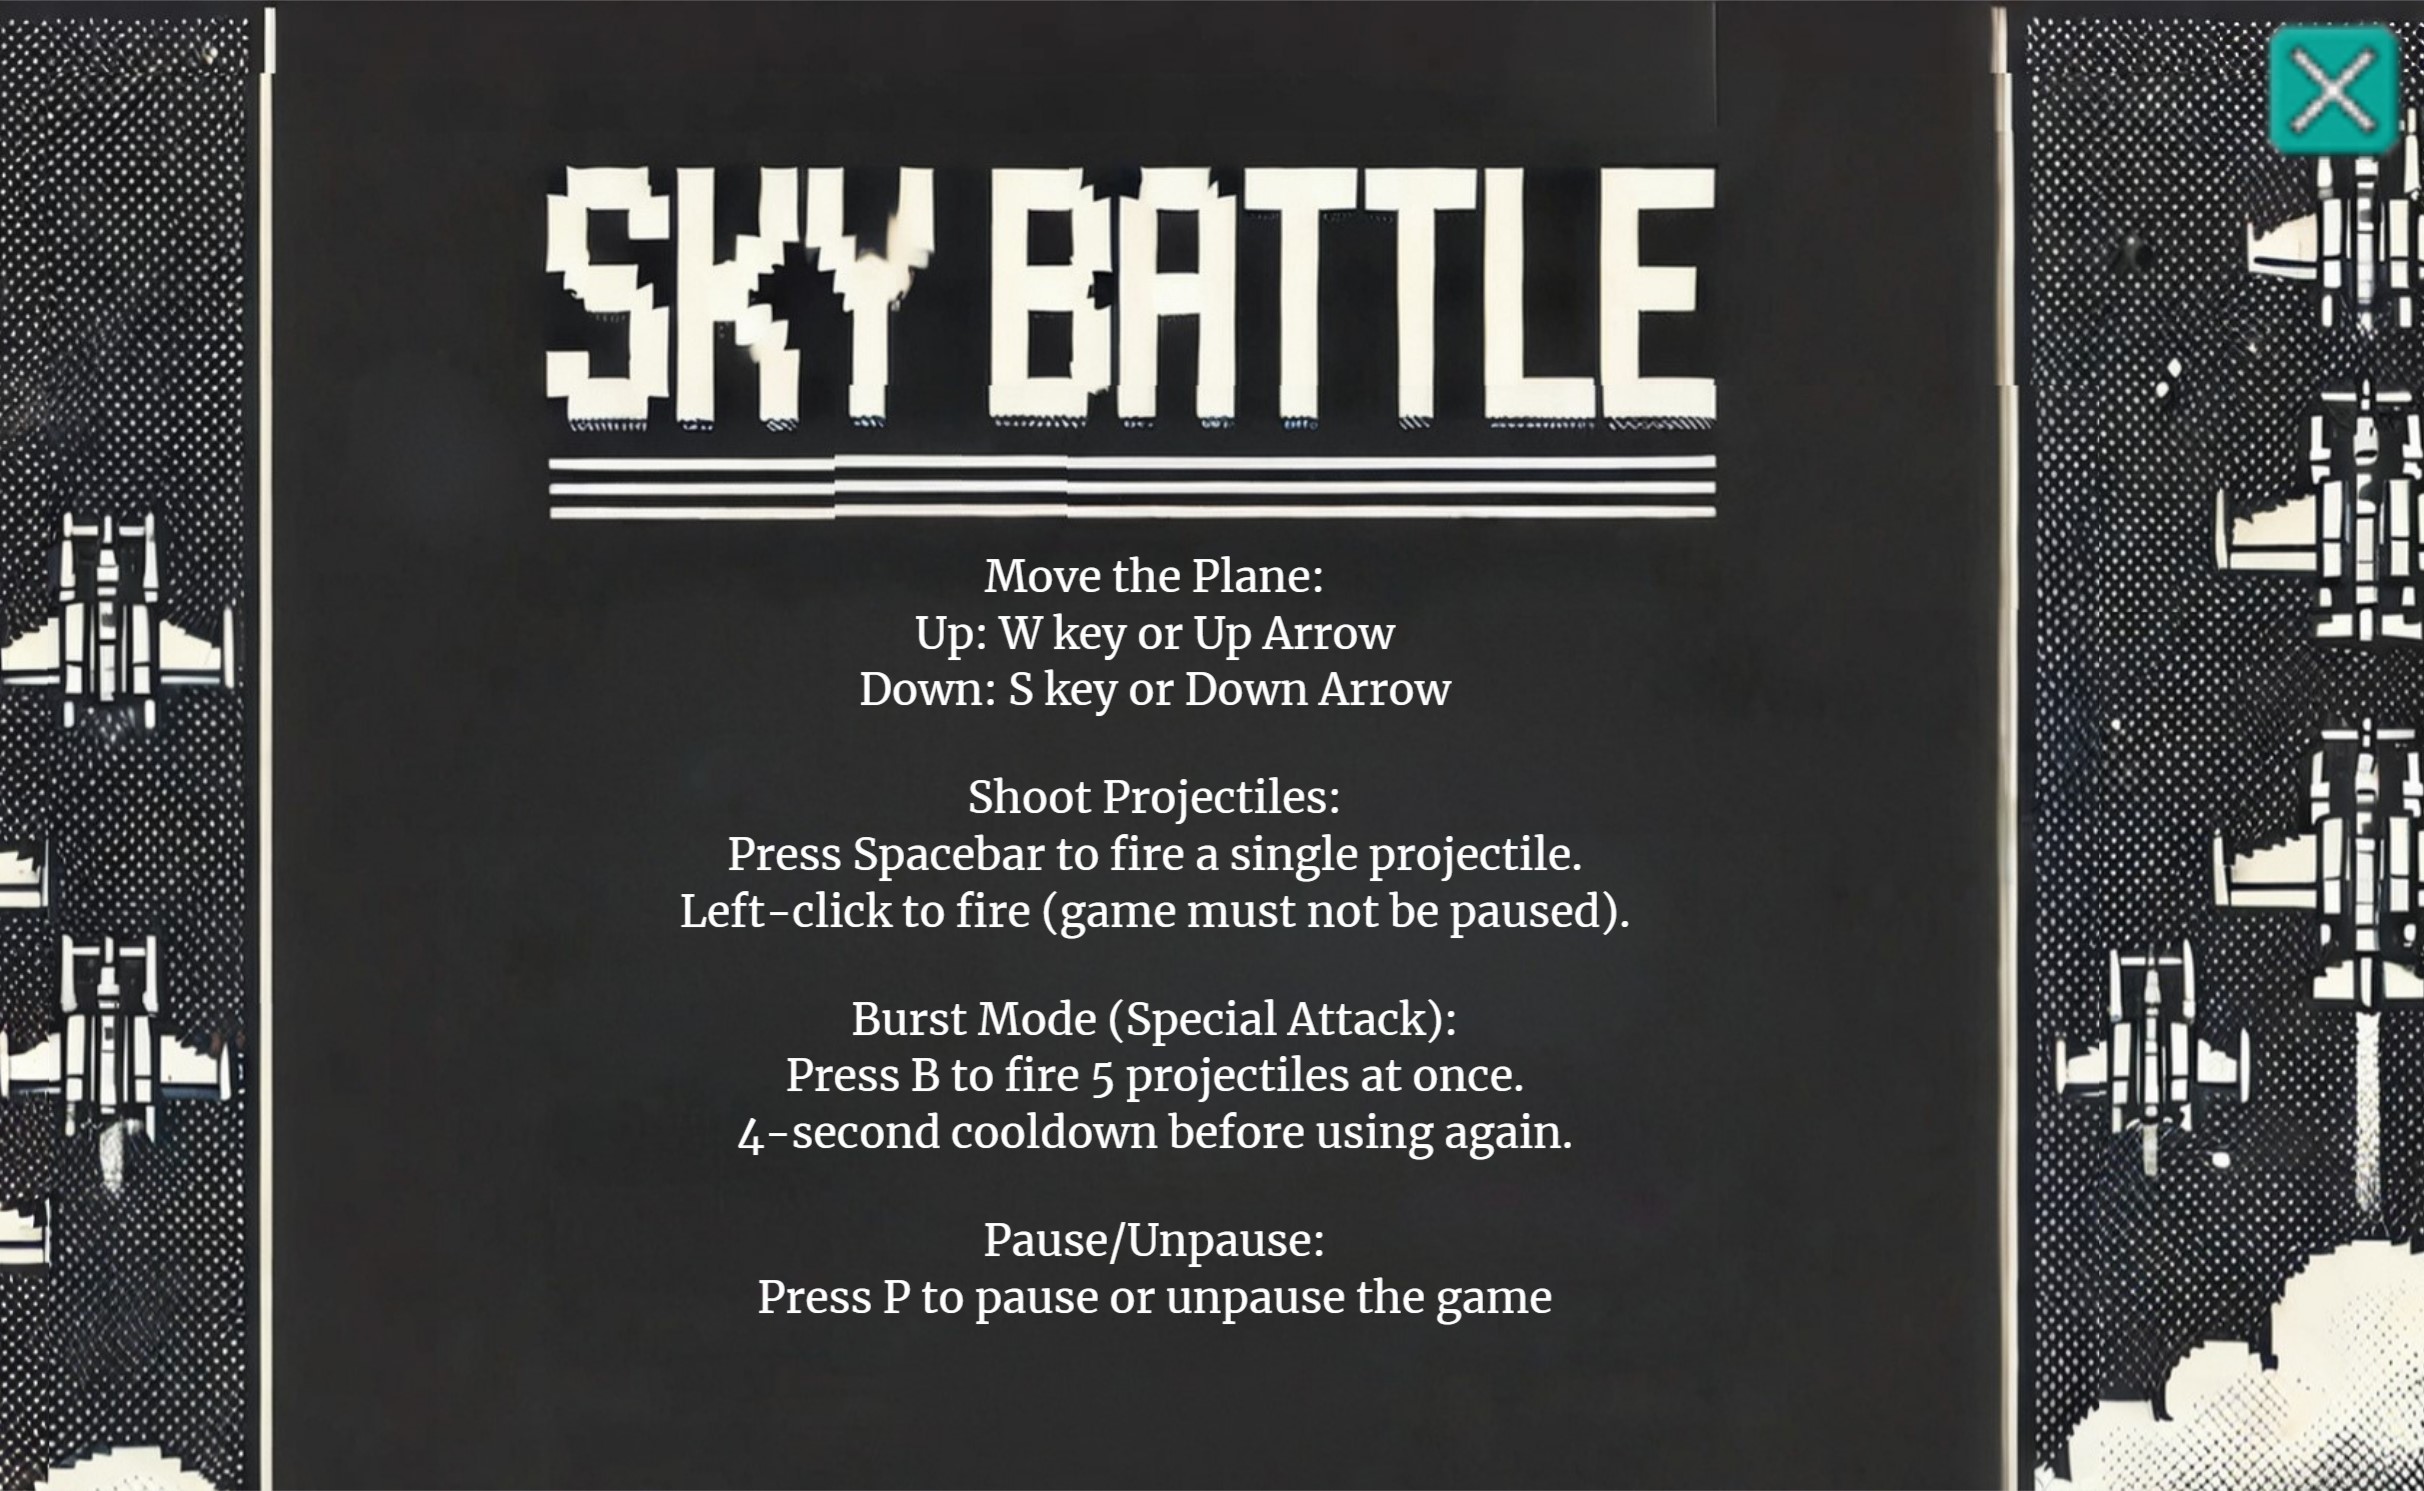 SKY BATTLE
Move the Plane:
Up: W key or Up Arrow
Down: S key or Down Arrow
Shoot Projectiles:
Press Spacebar to fire a single projectile.
Left-click to fire (game must not be paused).
Burst Mode (Special Attack):
Press B to fire 5 projectiles at once.
4-second cooldown before using again.
Pause/Unpause:
Press P to pause or unpause the game